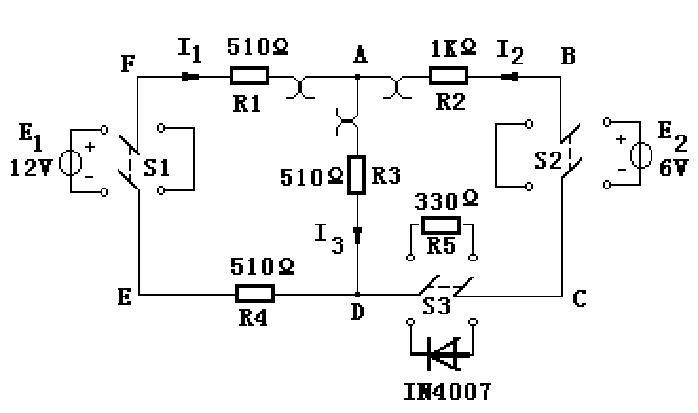 F
I1
510Ω
R1
A
1KΩ
R2
I2
B
E1
12V
+
-
S1
510Ω
R3
S2
+
-
E2
6V
I3
330Ω
R5
E
510Ω
R4
D
S3
C
IN4007